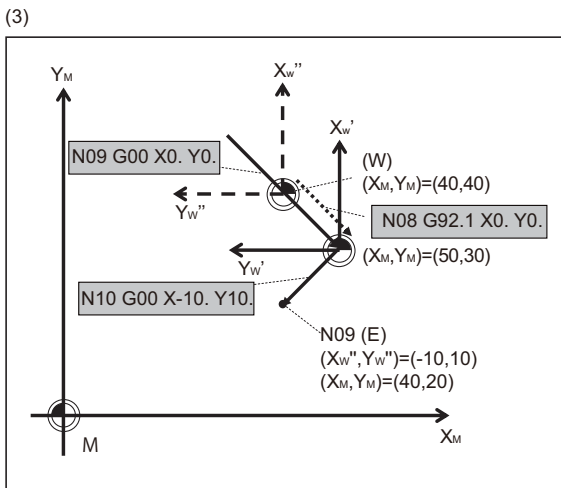 (3)
YM
XW''
XW'
N09 G00 X0. Y0.
(W)
(XM,YM)=(40,40)
YW''
N08 G92.1 X0. Y0.
YW'
(XM,YM)=(50,30)
N10 G00 X-10. Y10.
N09 (E)
(XW'',YW'')=(-10,10)
(XM,YM)=(40,20)
M
XM